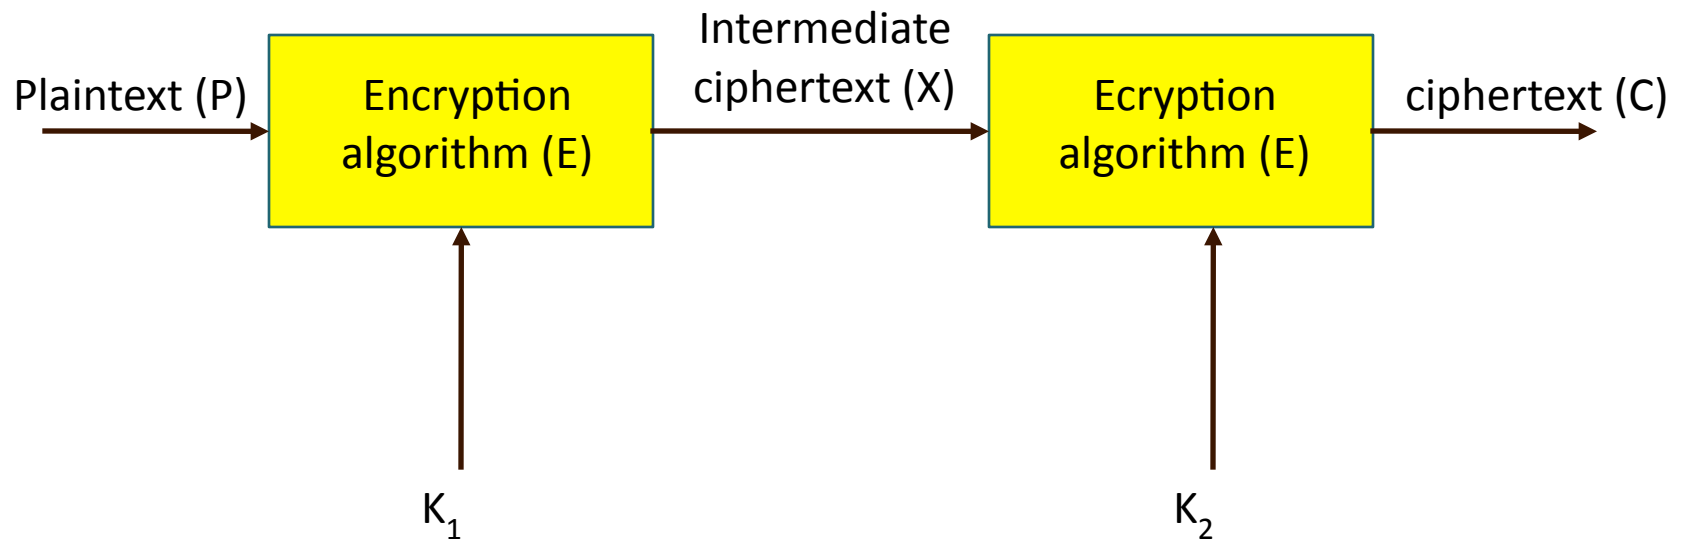 Plaintext (P)
Encryption
algorithm (E)
Intermediate
ciphertext (X)
Ecryption
algorithm (E)
ciphertext (C)
K1
K2